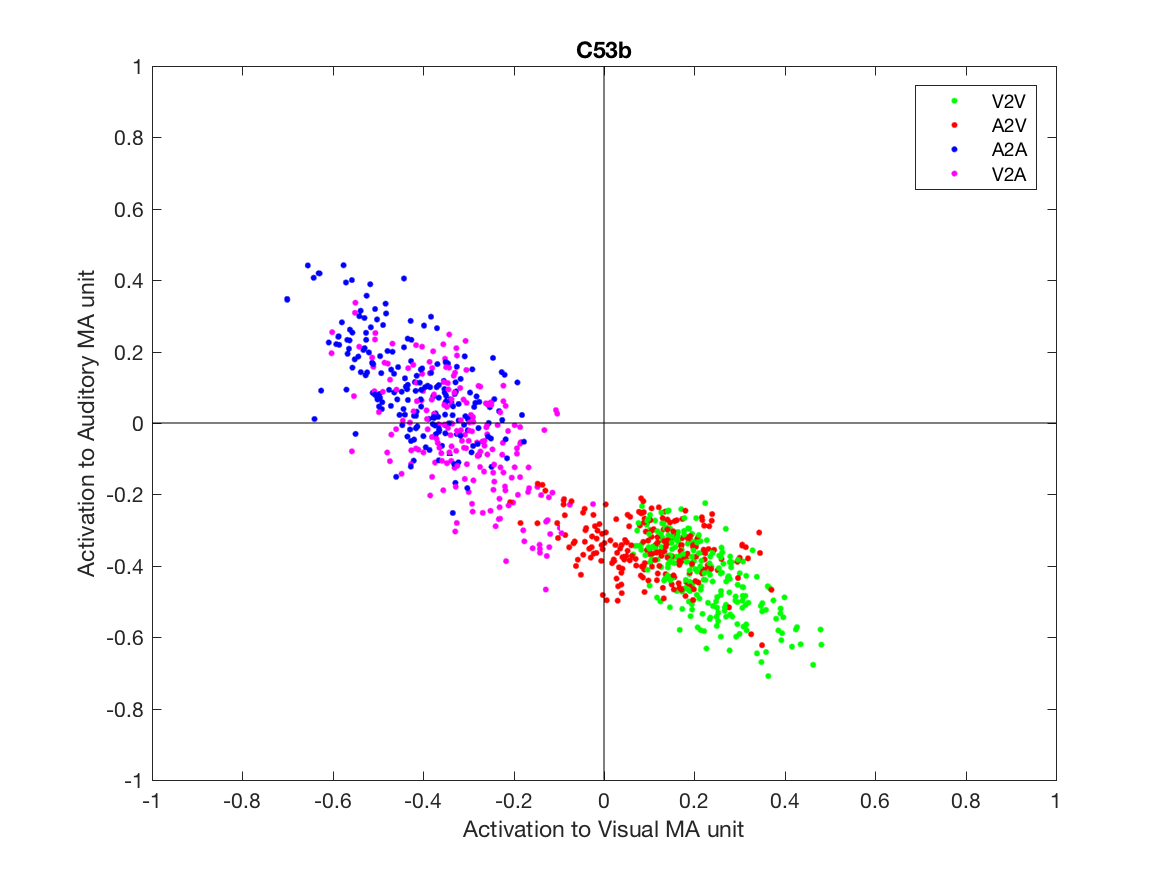 C53b
1
0.8
0.6
0.4
0.2
0
-0.2
-0.4
-0.6
-0.8
-1
Activation to Auditory MA unit
-1 -0.8 -0.6 -0.4 -0.2 0 0.2 0.4 0.6 0.8 1
Activation to Visual MA unit
V2V
A2V
A2A
V2A